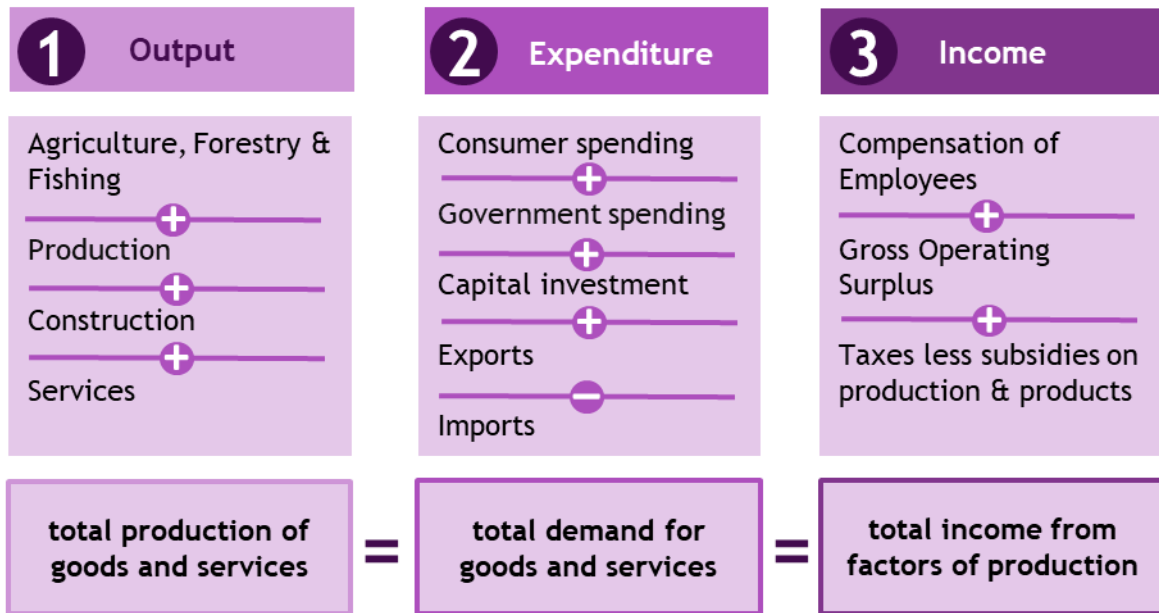 1 Output
Agriculture, Forestry &
Fishing
+
Production
+
Construction
+
Services
total production of
goods and services
=
2 Expenditure
Consumer spending
+
Government spending
+
Capital investment
+
Exports
−
Imports
total demand for
goods and services
=
3 Income
Compensation of
Employees
+
Gross Operating
Surplus
+
Taxes less subsidies on
production & products
total income from
factors of production